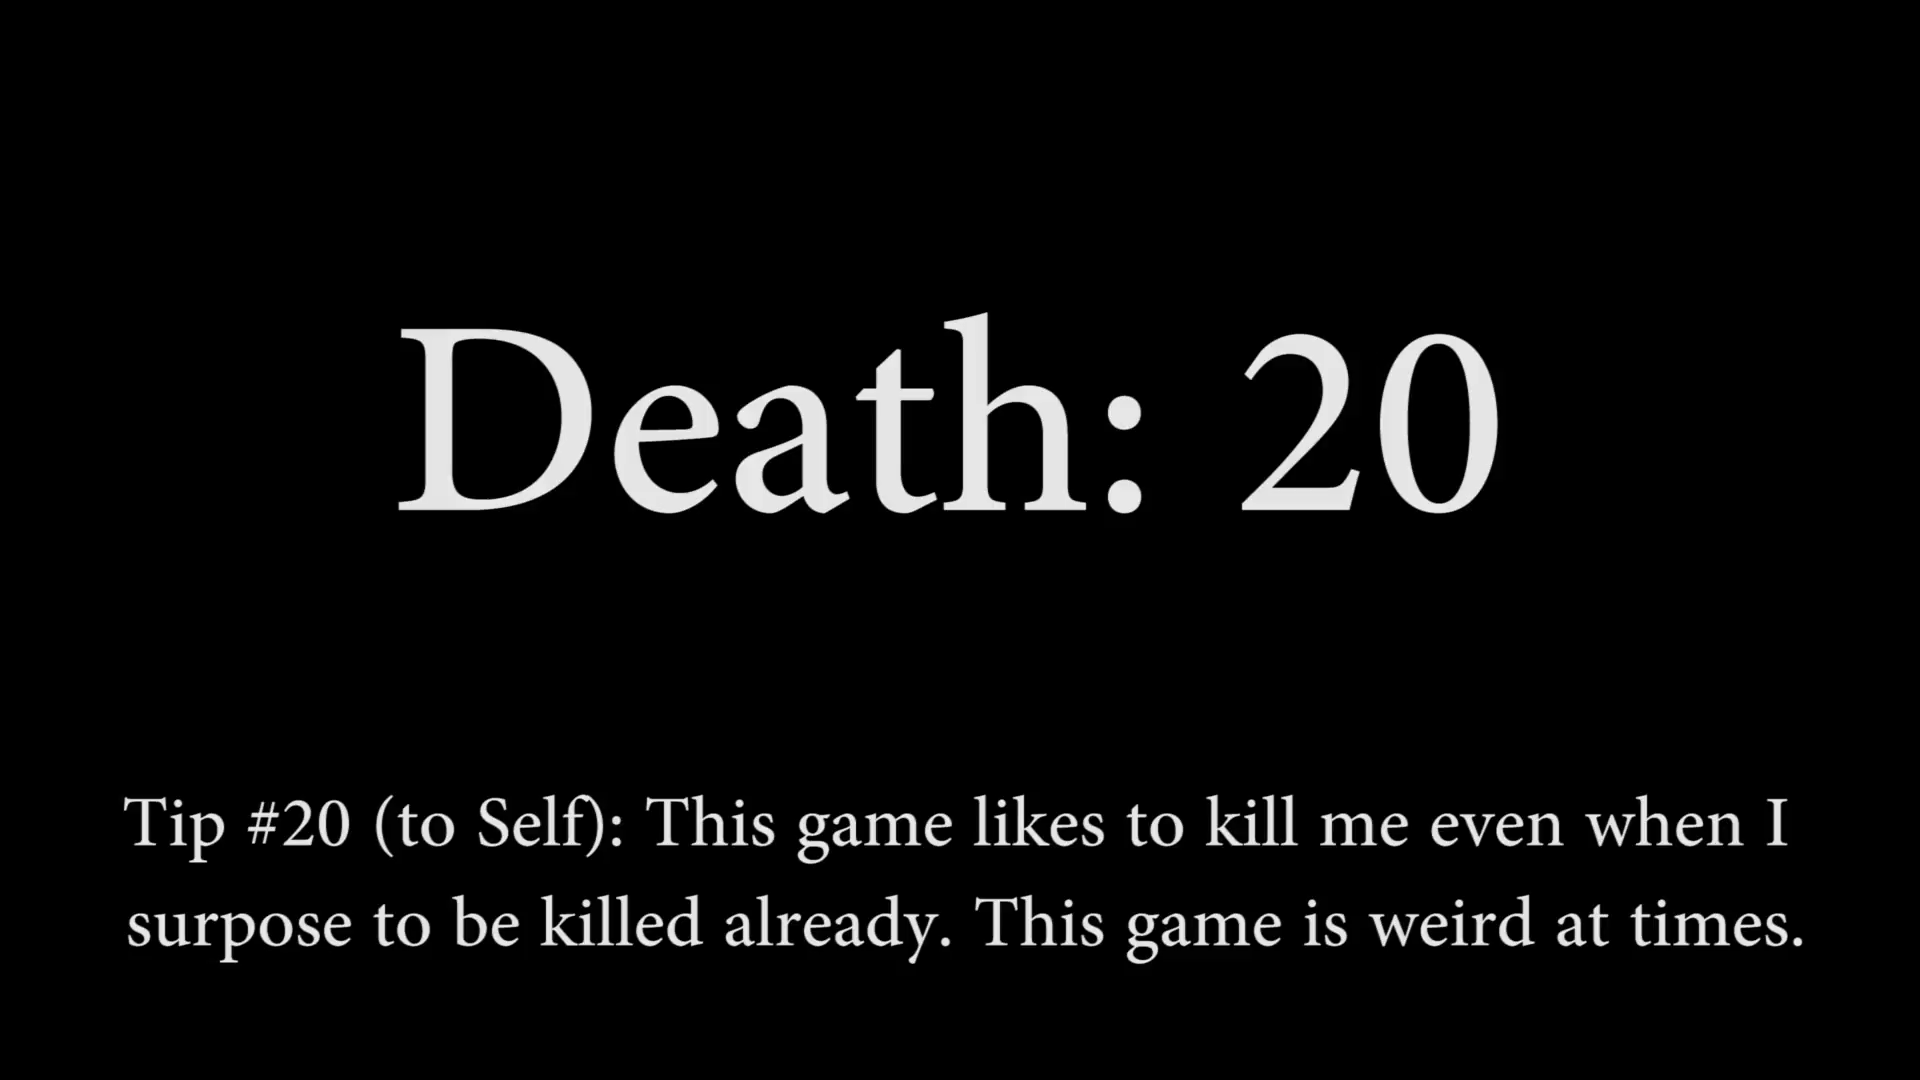 Death: 20
Tip #20 (to Self): This game likes to kill me even when I
surpose to be killed already. This game is weird at times.